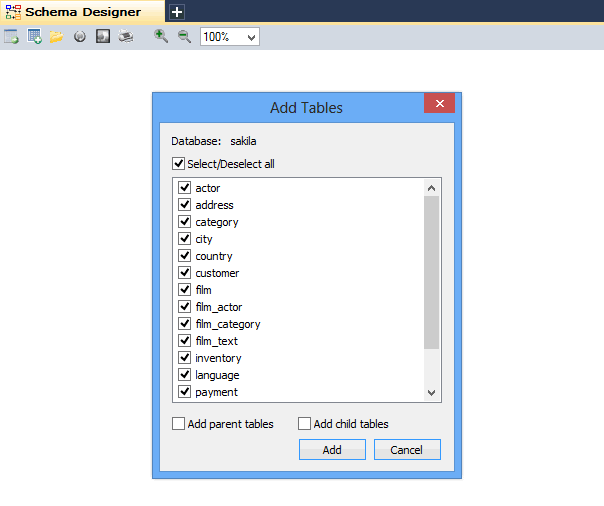 Schema Designer
100%
Add Tables
Database: sakila
Select/Deselect all
actor
address
category
city
country
customer
film
film_actor
film_category
film_text
inventory
language
payment
Add parent tables Add child tables
Add Cancel